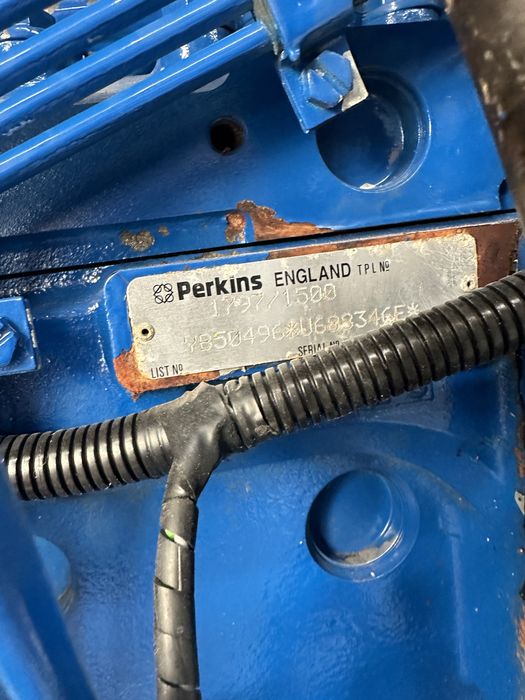 Perkins ENGLAND TPL Nº
1797/1500
YB50496*U688346E*
LIST Nº SERIAL Nº